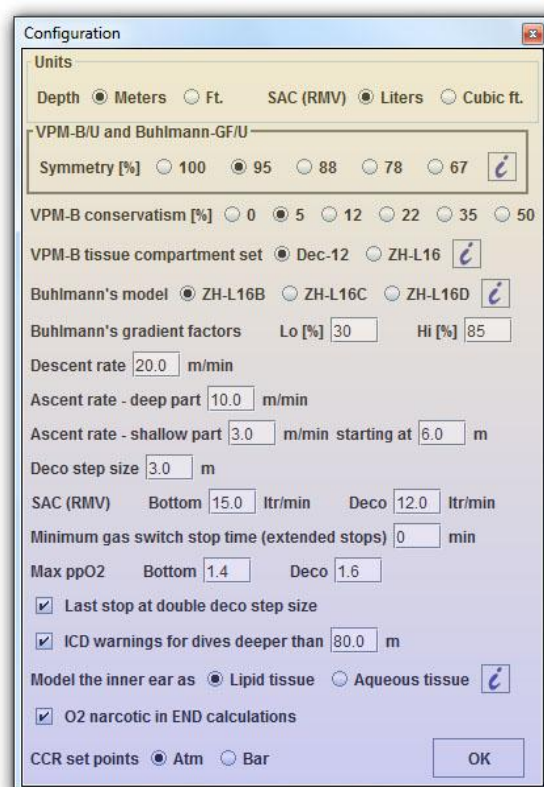 Configuration
x
Units
Depth Meters Ft. SAC (RMV) Liters Cubic ft.
VPM-B/U and Buhlmann-GF/U
Symmetry [%] 100 95 88 78 67 i
VPM-B conservatism [%] 0 5 12 22 35 50
VPM-B tissue compartment set Dec-12 ZH-L16 i
Buhlmann's model ZH-L16B ZH-L16C ZH-L16D i
Buhlmann's gradient factors Lo [%] 30 Hi [%] 85
Descent rate 20.0 m/min
Ascent rate - deep part 10.0 m/min
Ascent rate - shallow part 3.0 m/min starting at 6.0 m
Deco step size 3.0 m
SAC (RMV) Bottom 15.0 ltr/min Deco 12.0 ltr/min
Minimum gas switch stop time (extended stops) 0 min
Max ppO2 Bottom 1.4 Deco 1.6
Last stop at double deco step size
ICD warnings for dives deeper than 80.0 m
Model the inner ear as Lipid tissue Aqueous tissue i
O2 narcotic in END calculations
CCR set points Atm Bar OK